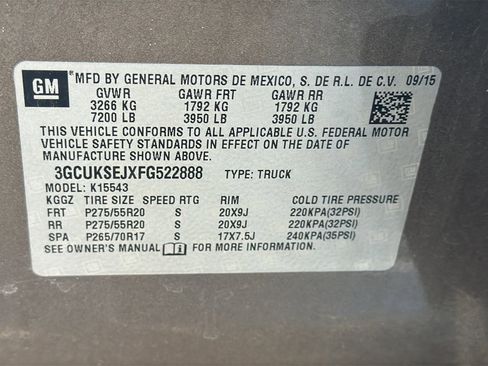 GM ® MFD BY GENERAL MOTORS DE MEXICO, S. DE R.L. DE C.V. 09/15
GVWR GAWR FRT GAWR RR
3266 KG 1792 KG 1792 KG
7200 LB 3950 LB 3950 LB
THIS VEHICLE CONFORMS TO ALL APPLICABLE U.S. FEDERAL MOTOR
VEHICLE SAFETY STANDARDS IN EFFECT ON THE DATE OF
MANUFACTURE SHOWN ABOVE.
3GCUKSEJXFG522888 TYPE: TRUCK
MODEL: K15543
KGGZ TIRE SIZE SPEED RTG RIM COLD TIRE PRESSURE
FRT P275/55R20 S 20X9J 220KPA(32PSI)
RR P275/55R20 S 20X9J 220KPA(32PSI)
SPA P265/70R17 S 17X7.5J 240KPA(35PSI)
SEE OWNER'S MANUAL FOR MORE INFORMATION.